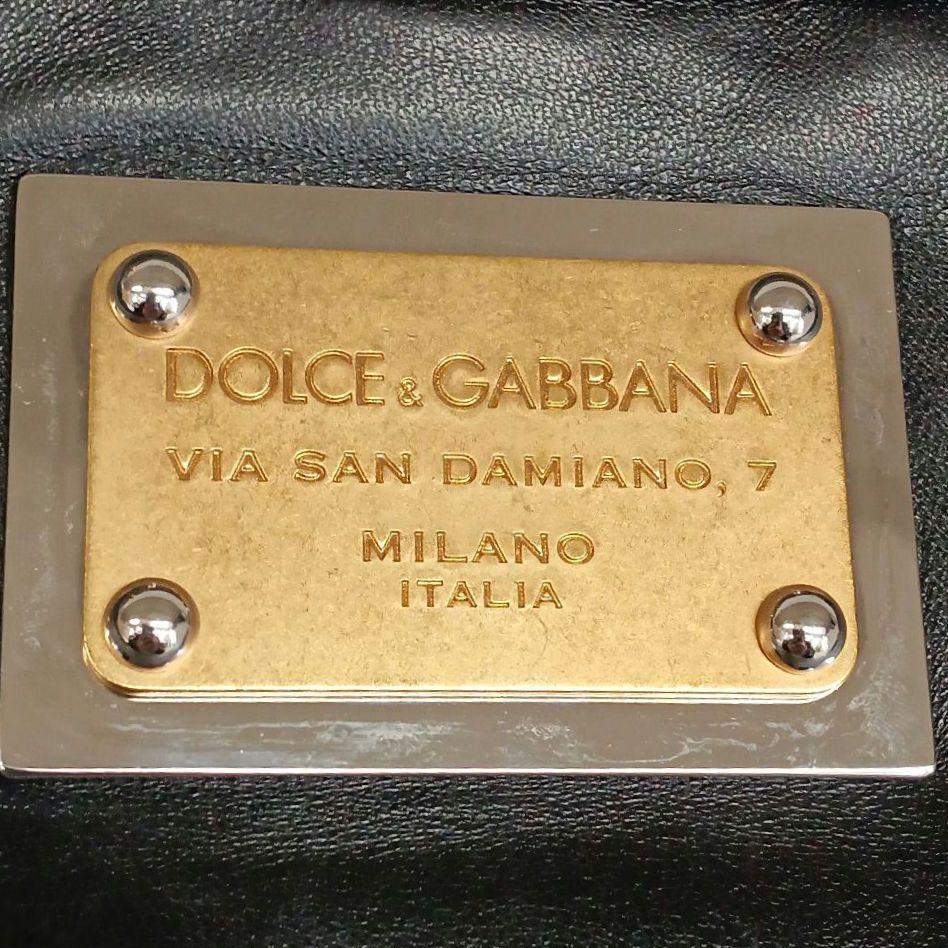 DOLCE & GABBANA
VIA SAN DAMIANO, 7
MILANO
ITALIA